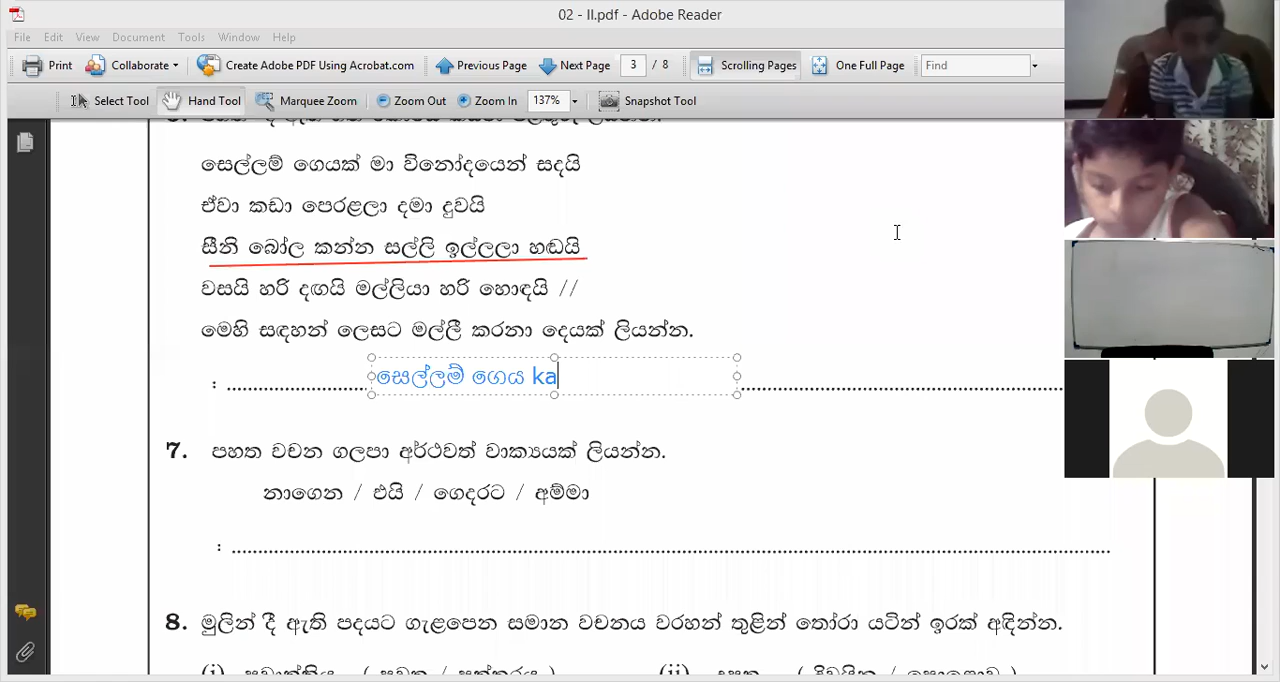 02 - II.pdf - Adobe Reader
File Edit View Document Tools Window Help
Print Collaborate Create Adobe PDF Using Acrobat.com Previous Page Next Page 3 / 8 Scrolling Pages One Full Page Find
Select Tool Hand Tool Marquee Zoom Zoom Out Zoom In 137% Snapshot Tool
සෙල්ලම් ගෙයක් මා විනෝදයෙන් සදයි
ඒවා කඩා පෙරළලා දමා දුවයි
සීනි බෝල කන්න සල්ලි ඉල්ලලා හඬයි
වසයි හරි දඟයි මල්ලියා හරි හොඳයි //
මෙහි සඳහන් ලෙසට මල්ලී කරනා දෙයක් ලියන්න.
: සෙල්ලම් ගෙය ka
7. පහත වචන ගලපා අර්ථවත් වාක්‍යයක් ලියන්න.
නාගෙන / එයි / ගෙදරට / අම්මා
:
8. මුලින් දී ඇති පදයට ගැළපෙන සමාන වචනය වරහන් තුළින් තෝරා යටින් ඉරක් අඳින්න.